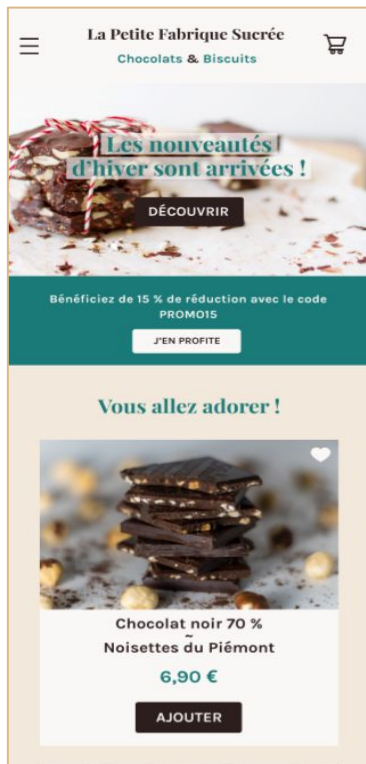 La Petite Fabrique Sucrée
Chocolats & Biscuits
Les nouveautés
d'hiver sont arrivées !
DÉCOUVRIR
Bénéficiez de 15 % de réduction avec le code
PROMO15
J'EN PROFITE
Vous allez adorer !
Chocolat noir 70 %
~
Noisettes du Piémont
6,90 €
AJOUTER